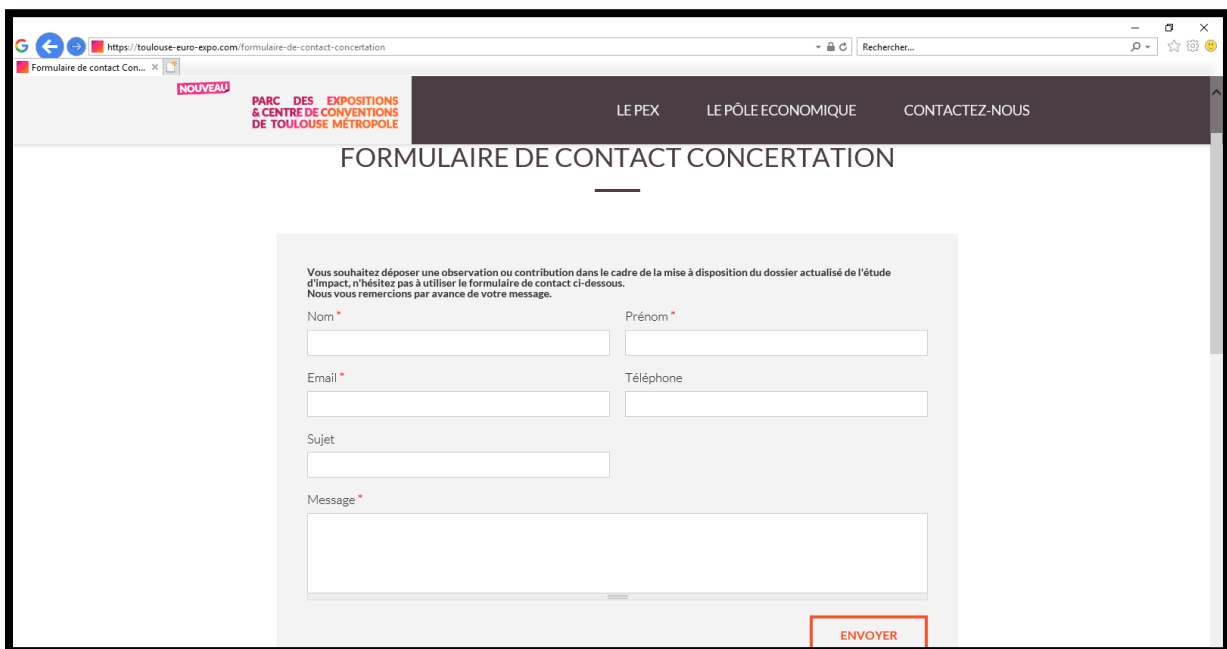 https://toulouse-euro-expo.com/formulaire-de-contact-concertation
Rechercher...
Formulaire de contact Con...
NOUVEAU
PARC DES EXPOSITIONS
& CENTRE DE CONVENTIONS
DE TOULOUSE MÉTROPOLE
LE PEX LE PÔLE ECONOMIQUE CONTACTEZ-NOUS
FORMULAIRE DE CONTACT CONCERTATION
Vous souhaitez déposer une observation ou contribution dans le cadre de la mise à disposition du dossier actualisé de l'étude
d'impact, n'hésitez pas à utiliser le formulaire de contact ci-dessous.
Nous vous remercions par avance de votre message.
Nom * Prénom *
Email * Téléphone
Sujet
Message *
ENVOYER